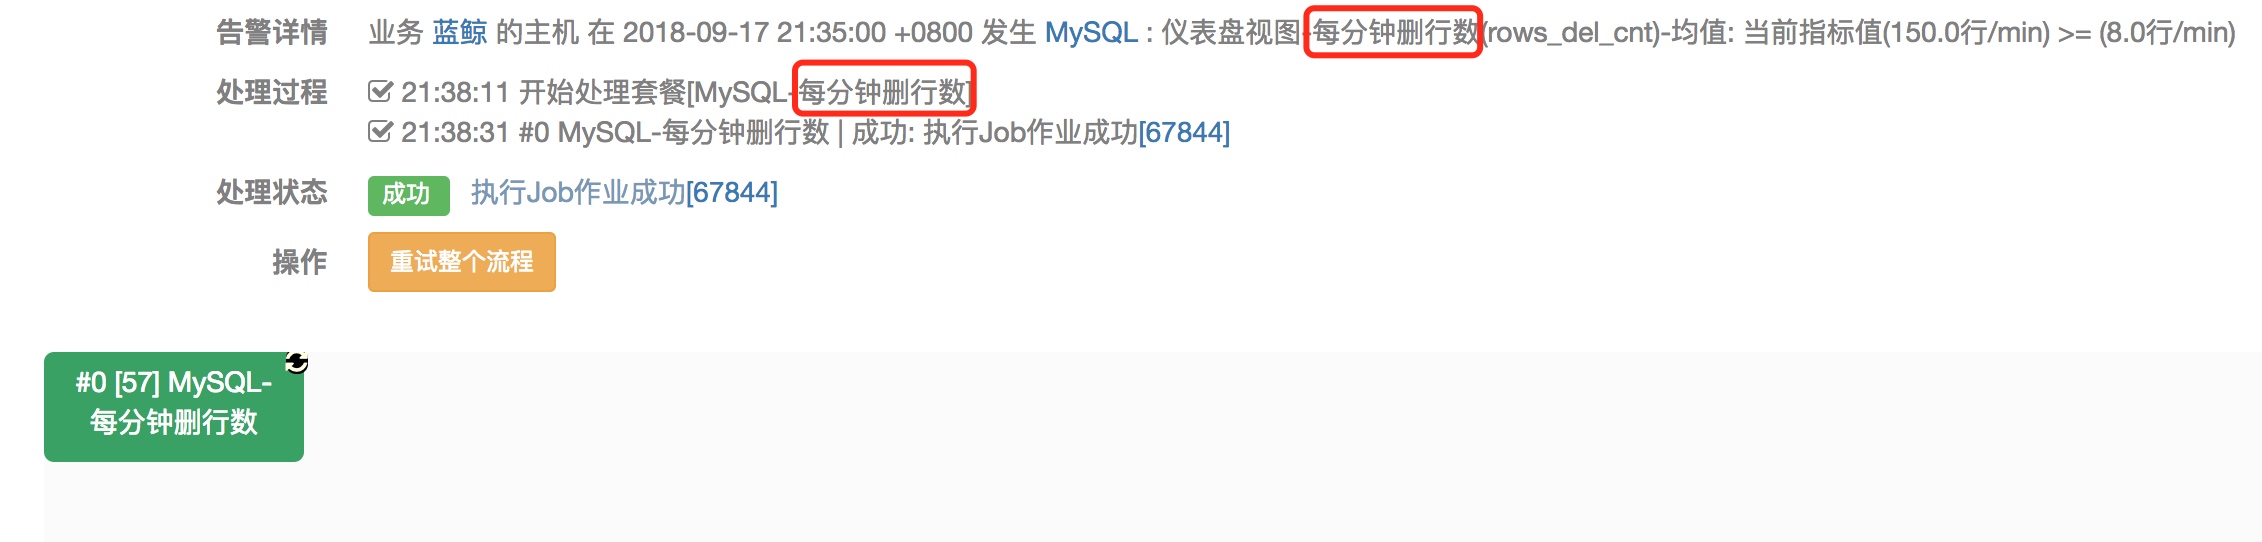 告警详情 业务 蓝鲸 的主机 在 2018-09-17 21:35:00 +0800 发生 MySQL : 仪表盘视图-每分钟删行数(rows_del_cnt)-均值: 当前指标值(150.0行/min) >= (8.0行/min)
处理过程 21:38:11 开始处理套餐[MySQL-每分钟删行数]
21:38:31 #0 MySQL-每分钟删行数 | 成功: 执行Job作业成功[67844]
处理状态 成功 执行Job作业成功[67844]
操作 重试整个流程
#0 [57] MySQL-
每分钟删行数